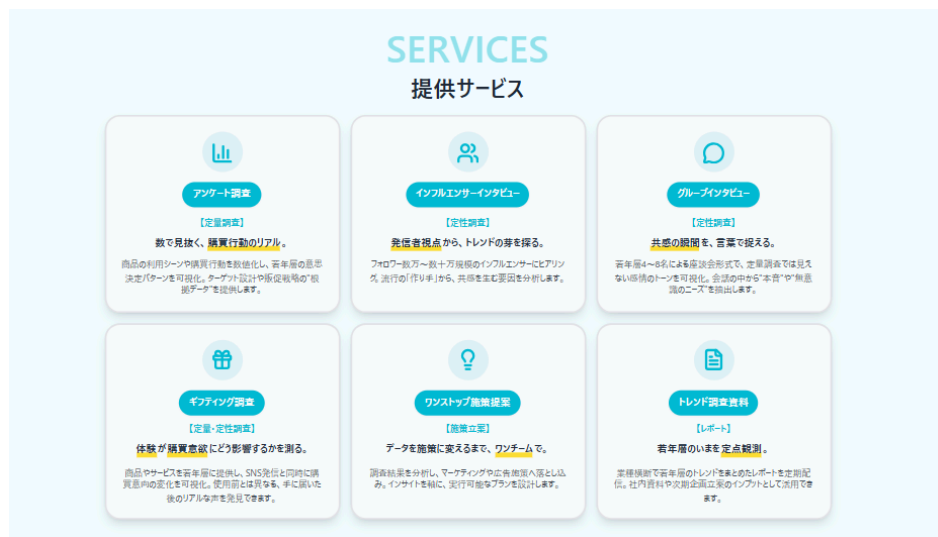 SERVICES
提供サービス
アンケート調査
【定量調査】
数で見抜く、購買行動のリアル。
商品の利用シーンや購買行動を数値化し、若年層の意思
決定パターンを可視化。ターゲット設計や販促戦略の"根
拠データ"を提供します。
インフルエンサーインタビュー
【定性調査】
発信者視点から、トレンドの芽を探る。
フォロワー数万～数十万規模のインフルエンサーにヒアリン
グ。流行の「作り手」から、共感を生む要因を分析します。
グループインタビュー
【定性調査】
共感の瞬間を、言葉で捉える。
若年層4～8名による座談会形式で、定量調査では見え
ない感情のトーンを可視化。会話の中から"本音"や"無意
識のニーズ"を抽出します。
ギフティング調査
【定量・定性調査】
体験が購買意欲にどう影響するかを測る。
商品やサービスを若年層に提供し、SNS発信と同時に購
買意向の変化を可視化。使用前とは異なる、手に届いた
後のリアルな声を発見できます。
ワンストップ施策提案
【施策立案】
データを施策に変えるまで、ワンチームで。
調査結果を分析し、マーケティングや広告施策へ落とし込
み。インサイトを軸に、実行可能なプランを設計します。
トレンド調査資料
【レポート】
若年層のいまを定点観測。
業種横断で若年層のトレンドをまとめたレポートを定期配
信。社内資料や次期企画立案のインプットとして活用でき
ます。